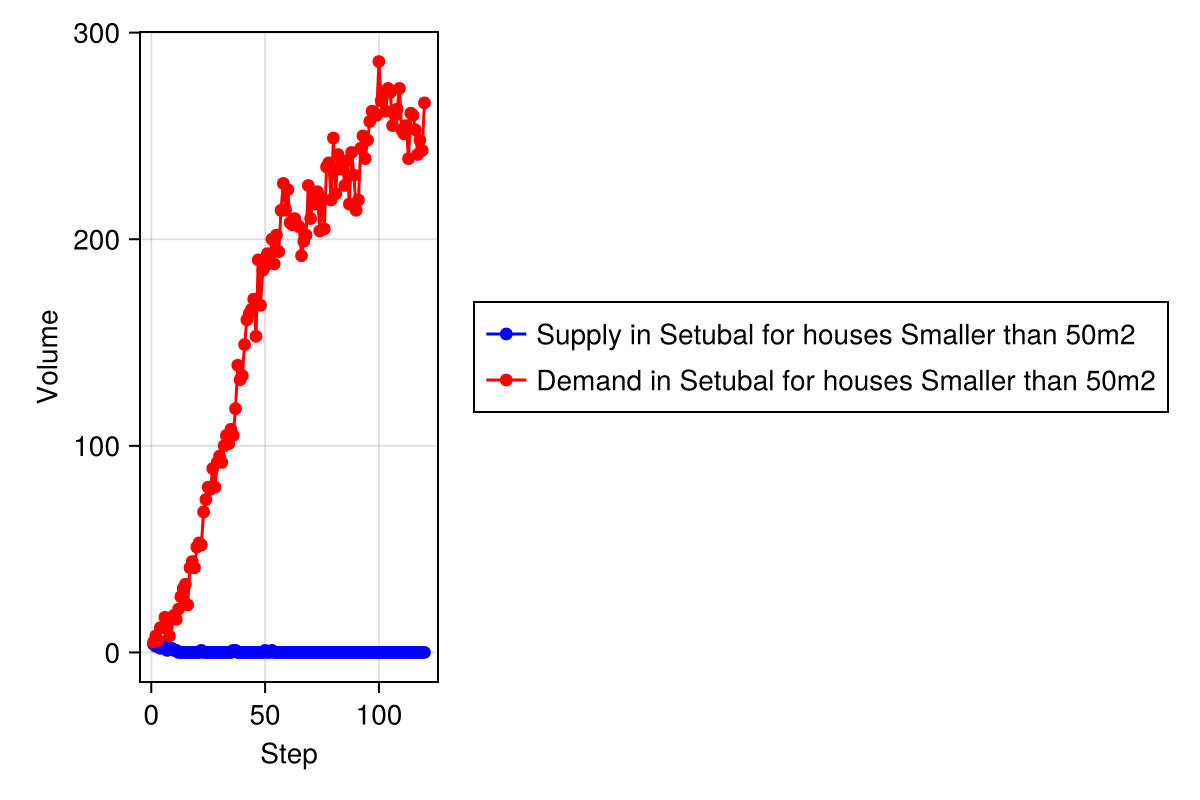 300
200
100
0
Volume
0 50 100
Step
Supply in Setubal for houses Smaller than 50m2
Demand in Setubal for houses Smaller than 50m2